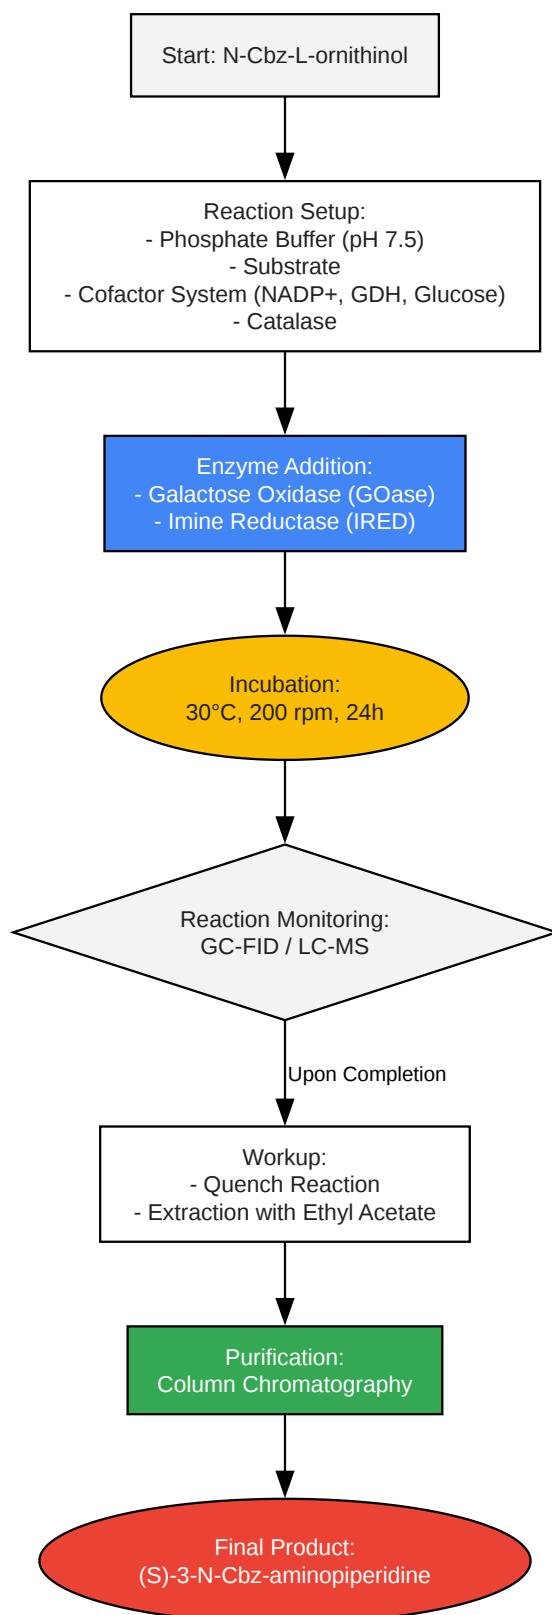 Start: N-Cbz-L-ornithinol
Reaction Setup:
- Phosphate Buffer (pH 7.5)
- Substrate
- Cofactor System (NADP+, GDH, Glucose)
- Catalase
Enzyme Addition:
- Galactose Oxidase (GOase)
- Imine Reductase (IRED)
Incubation:
30°C, 200 rpm, 24h
Reaction Monitoring:
GC-FID / LC-MS
Upon Completion
Workup:
- Quench Reaction
- Extraction with Ethyl Acetate
Purification:
Column Chromatography
Final Product:
(S)-3-N-Cbz-aminopiperidine